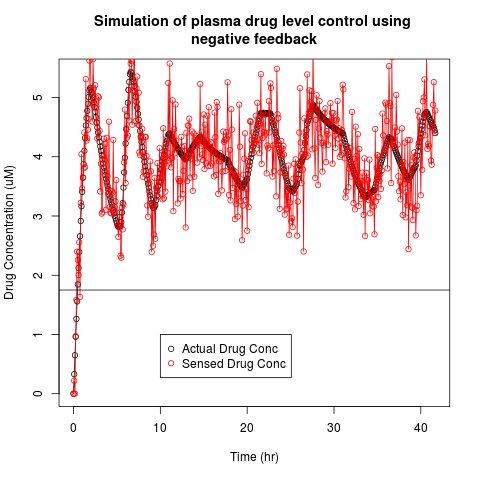 Simulation of plasma drug level control using
negative feedback
Drug Concentration (uM)
5
4
3
2
1
0
Actual Drug Conc
Sensed Drug Conc
0 10 20 30 40
Time (hr)